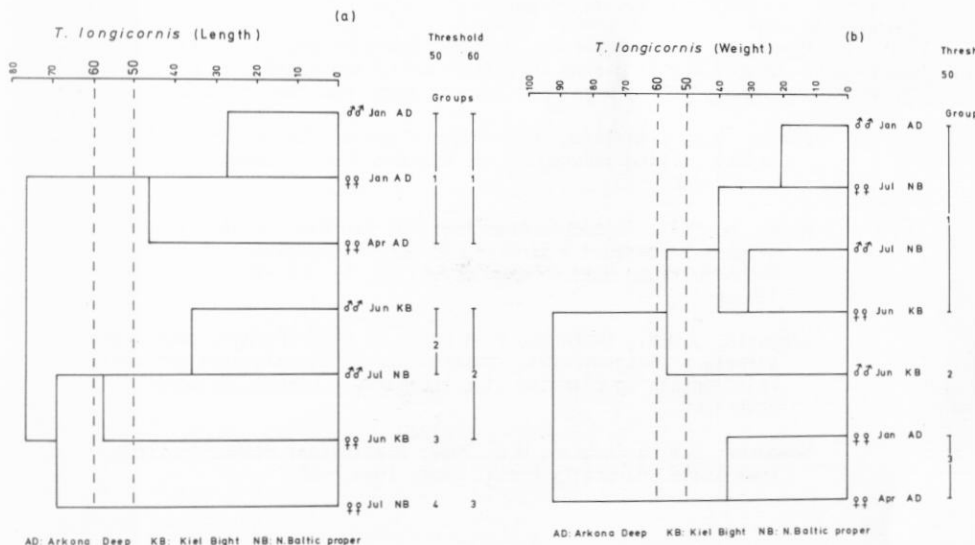 (a)
T. longicornis (Length)
Threshold
50 60
80 70 60 50 40 30 20 10 0
Groups
♂♂ Jan AD
♀♀ Jan AD 1 1
♀♀ Apr AD
♂♂ Jun KB
2
♂♂ Jul NB 2
♀♀ Jun KB 3
♀♀ Jul NB 4 3
AD: Arkona Deep KB: Kiel Bight NB: N.Baltic proper
(b)
T. longicornis (Weight)
Thresh
50
100 90 80 70 60 50 40 30 20 10 0
Group
♂♂ Jan AD
♀♀ Jul NB
1
♂♂ Jul NB
♀♀ Jun KB
♂♂ Jun KB 2
♀♀ Jan AD
3
♀♀ Apr AD
AD: Arkona Deep KB: Kiel Bight NB: N.Baltic proper